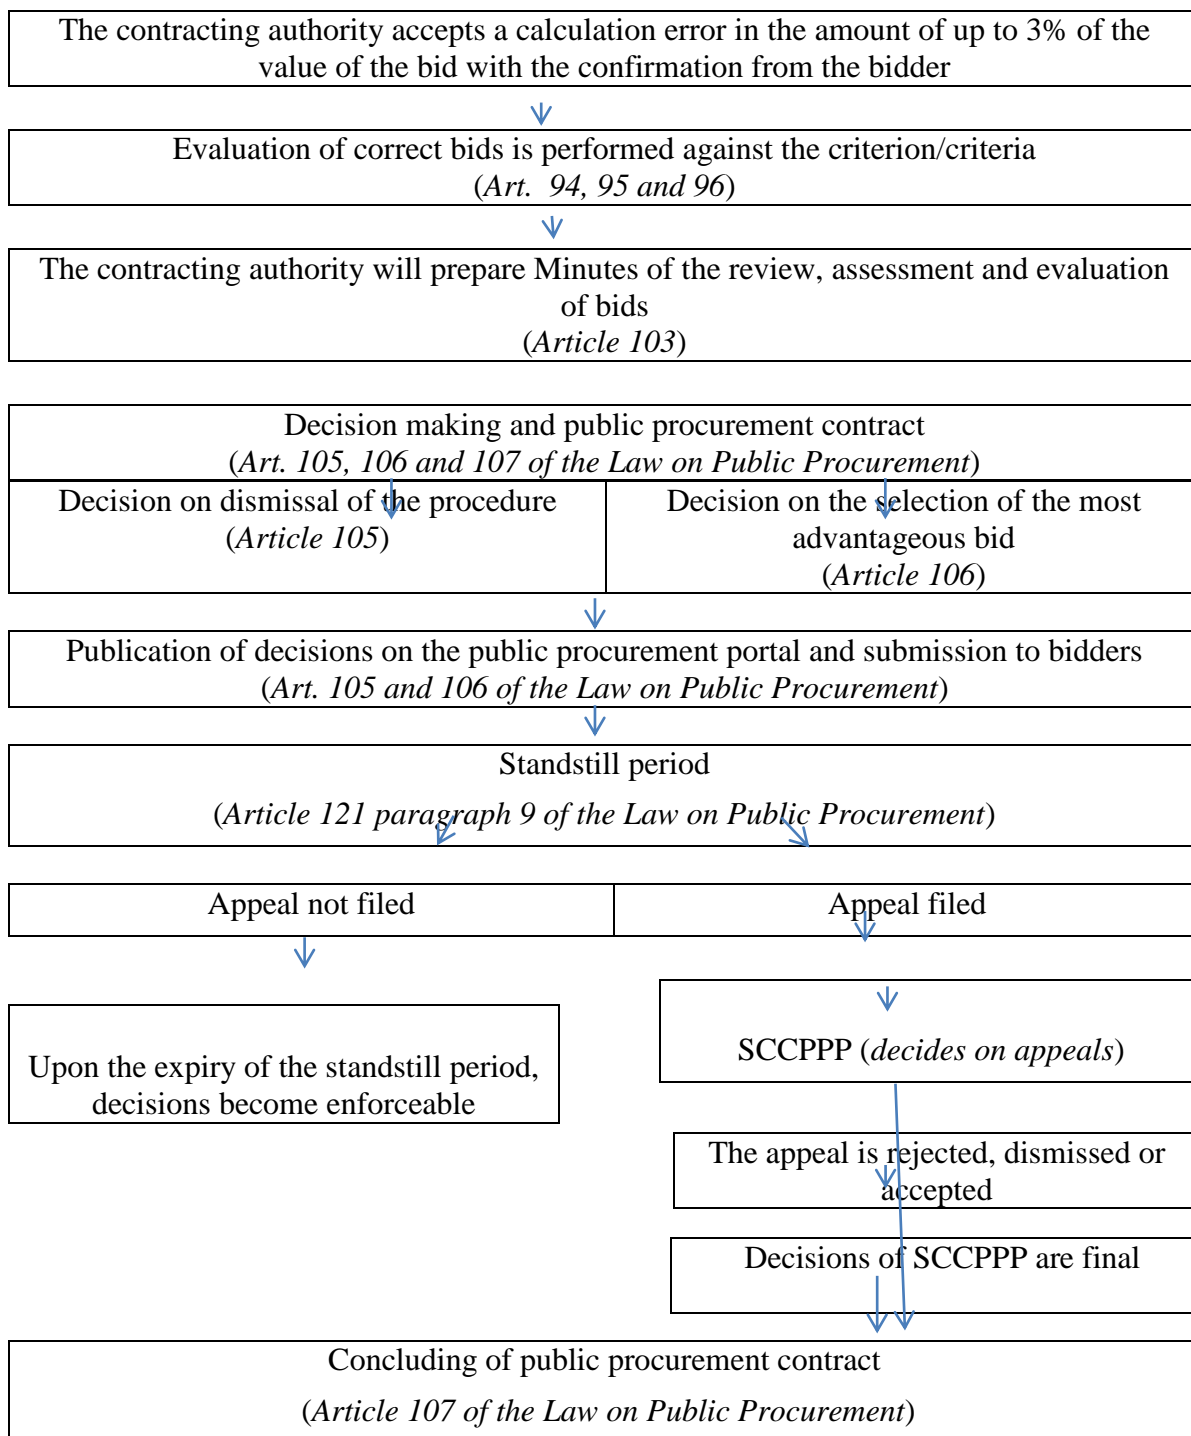 The contracting authority accepts a calculation error in the amount of up to 3% of the
value of the bid with the confirmation from the bidder
Evaluation of correct bids is performed against the criterion/criteria
(Art. 94, 95 and 96)
The contracting authority will prepare Minutes of the review, assessment and evaluation
of bids
(Article 103)
Decision making and public procurement contract
(Art. 105, 106 and 107 of the Law on Public Procurement)
Decision on dismissal of the procedure
(Article 105)
Decision on the selection of the most
advantageous bid
(Article 106)
Publication of decisions on the public procurement portal and submission to bidders
(Art. 105 and 106 of the Law on Public Procurement)
Standstill period
(Article 121 paragraph 9 of the Law on Public Procurement)
Appeal not filed
Appeal filed
Upon the expiry of the standstill period,
decisions become enforceable
SCCPPP (decides on appeals)
The appeal is rejected, dismissed or
accepted
Decisions of SCCPPP are final
Concluding of public procurement contract
(Article 107 of the Law on Public Procurement)